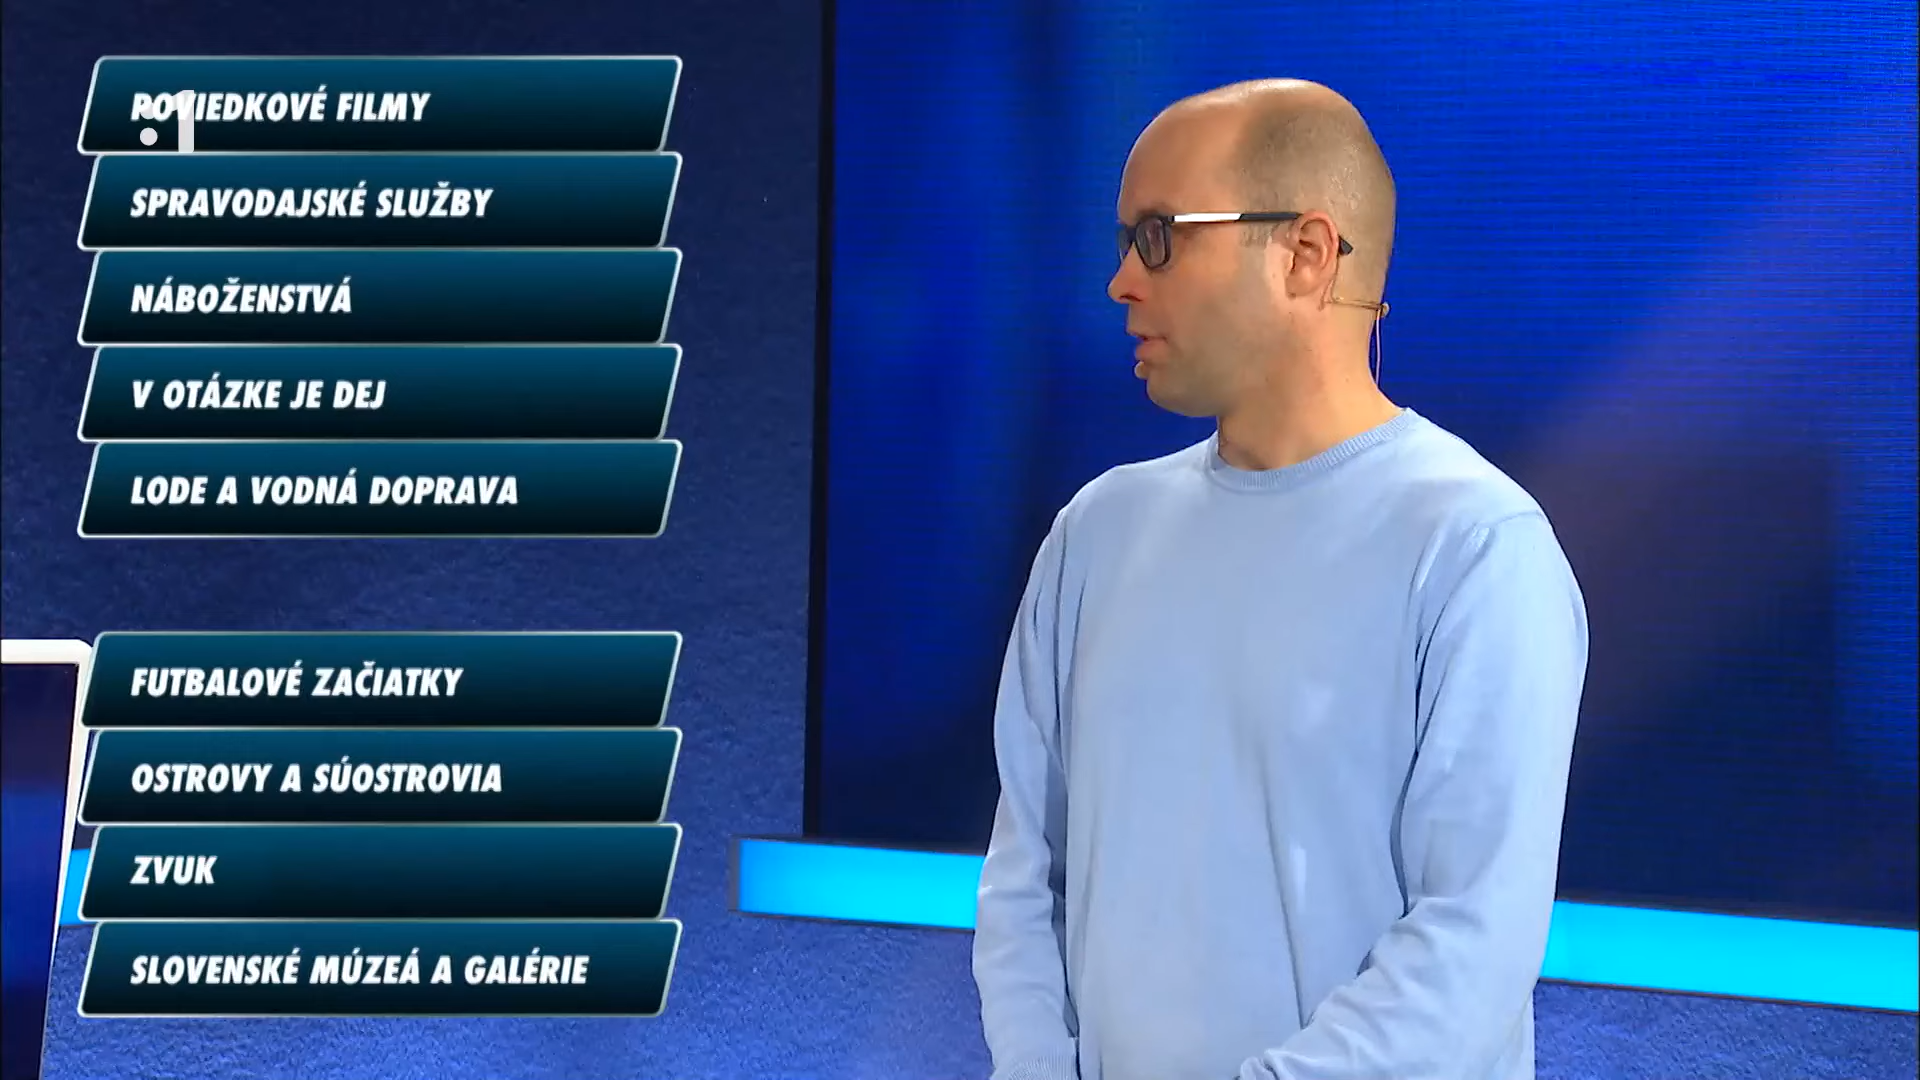 :1
POVIEDKOVÉ FILMY
SPRAVODAJSKÉ SLUŽBY
NÁBOŽENSTVÁ
V OTÁZKE JE DEJ
LODE A VODNÁ DOPRAVA
FUTBALOVÉ ZAČIATKY
OSTROVY A SÚOSTROVIA
ZVUK
SLOVENSKÉ MÚZEÁ A GALÉRIE